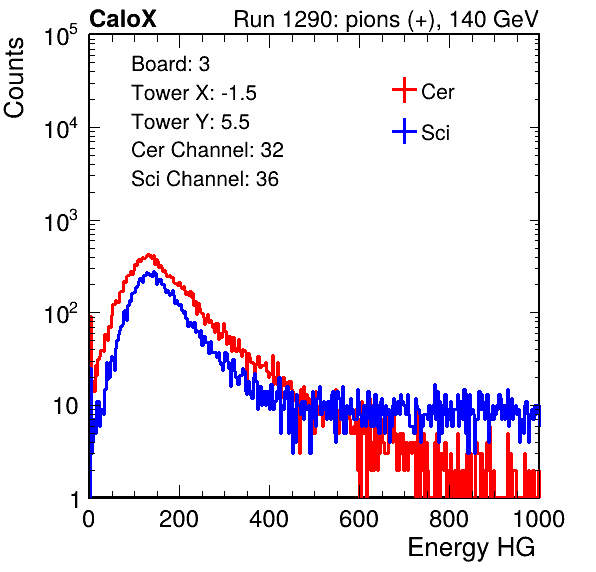 CaloX Run 1290: pions (+), 140 GeV
Counts
10^5
10^4
10^3
10^2
10
1
Board: 3
Tower X: -1.5
Tower Y: 5.5
Cer Channel: 32
Sci Channel: 36
Cer
Sci
0 200 400 600 800 1000
Energy HG